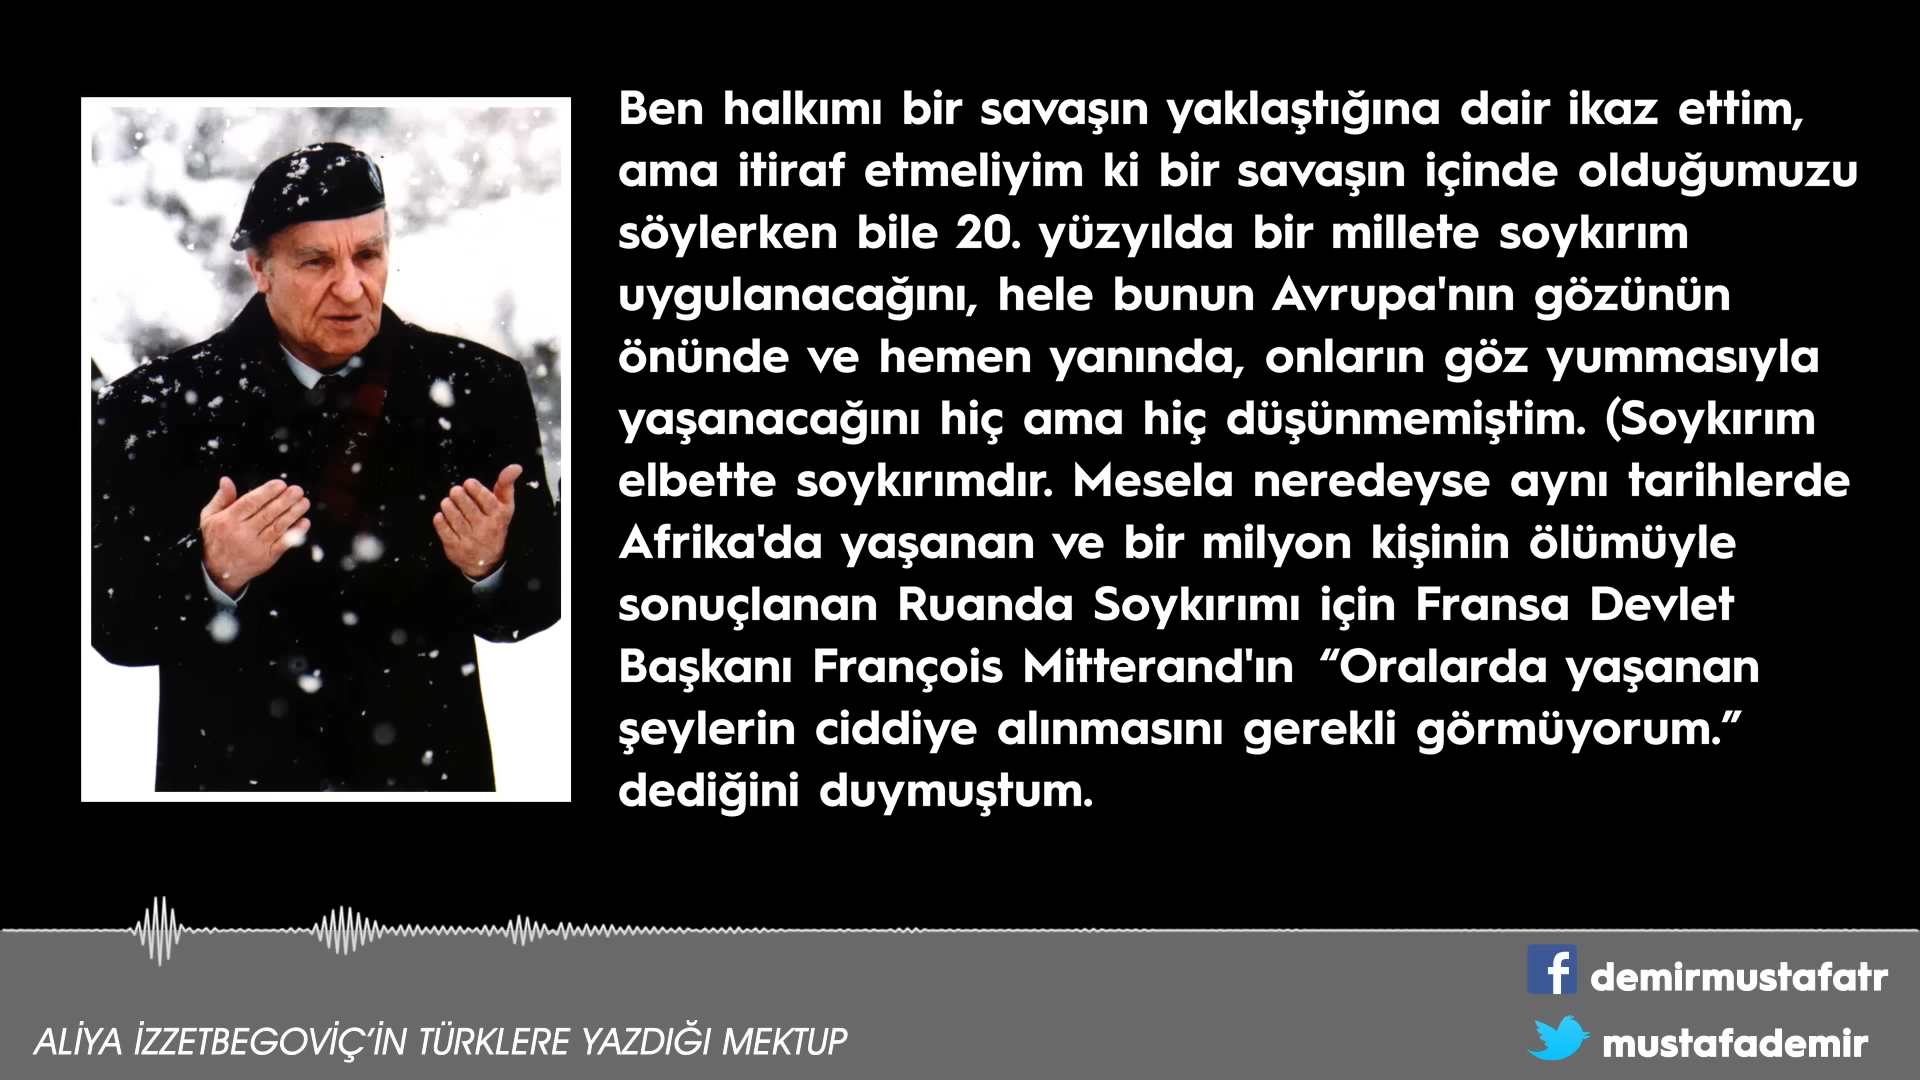 Ben halkımı bir savaşın yaklaştığına dair ikaz ettim,
ama itiraf etmeliyim ki bir savaşın içinde olduğumuzu
söylerken bile 20. yüzyılda bir millete soykırım
uygulanacağını, hele bunun Avrupa'nın gözünün
önünde ve hemen yanında, onların göz yummasıyla
yaşanacağını hiç ama hiç düşünmemiştim. (Soykırım
elbette soykırımdır. Mesela neredeyse aynı tarihlerde
Afrika'da yaşanan ve bir milyon kişinin ölümüyle
sonuçlanan Ruanda Soykırımı için Fransa Devlet
Başkanı François Mitterand'ın “Oralarda yaşanan
şeylerin ciddiye alınmasını gerekli görmüyorum.”
dediğini duymuştum.
f demirmustafatr
mustafademir
ALİYA İZZETBEGOVİÇ’İN TÜRKLERE YAZDIĞI MEKTUP